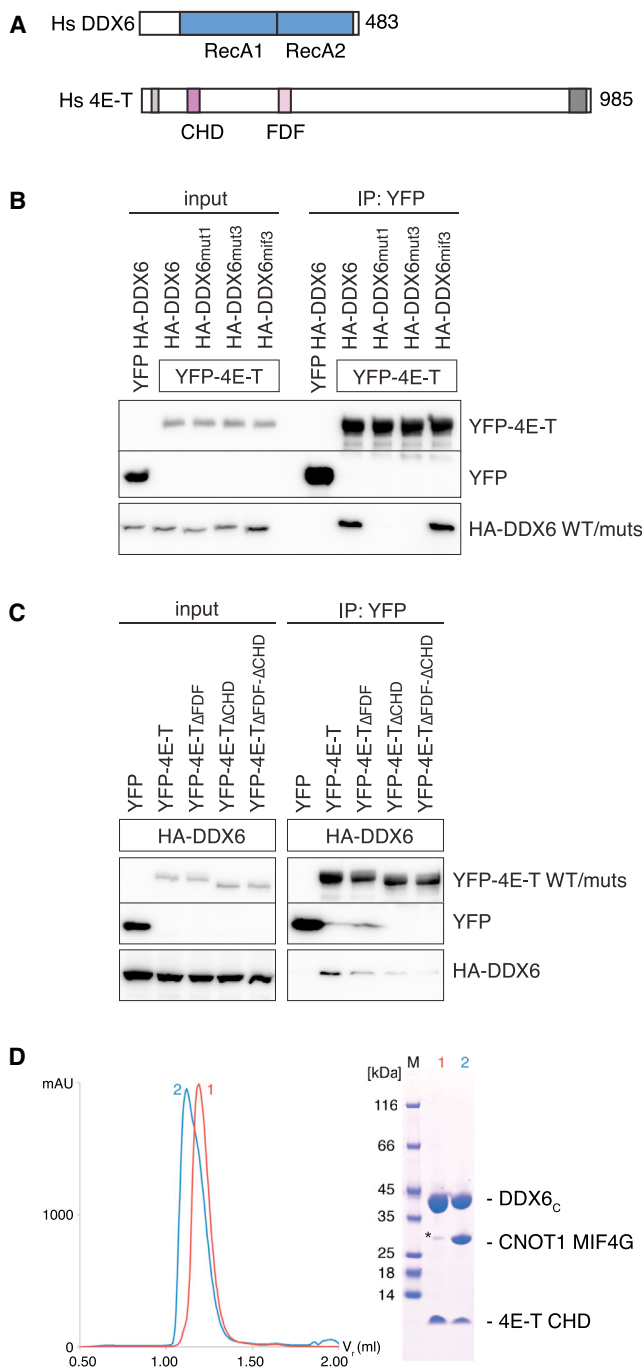 A
Hs DDX6
483
RecA1 RecA2
Hs 4E-T
985
CHD FDF
B
input IP: YFP
YFP HA-DDX6
HA-DDX6
HA-DDX6mut1
HA-DDX6mut3
HA-DDX6mif3
YFP HA-DDX6
HA-DDX6
HA-DDX6mut1
HA-DDX6mut3
HA-DDX6mif3
YFP-4E-T YFP-4E-T
YFP-4E-T
YFP
HA-DDX6 WT/muts
C
input IP: YFP
YFP
YFP-4E-T
YFP-4E-TΔFDF
YFP-4E-TΔCHD
YFP-4E-TΔFDF-ΔCHD
YFP
YFP-4E-T
YFP-4E-TΔFDF
YFP-4E-TΔCHD
YFP-4E-TΔFDF-ΔCHD
HA-DDX6 HA-DDX6
YFP-4E-T WT/muts
YFP
HA-DDX6
D
mAU
1000
0
2 1
0.50 1.00 1.50 2.00
Vr (ml)
[kDa] M 1 2
116
66
45
35
25
18
14
*
- DDX6C
- CNOT1 MIF4G
- 4E-T CHD